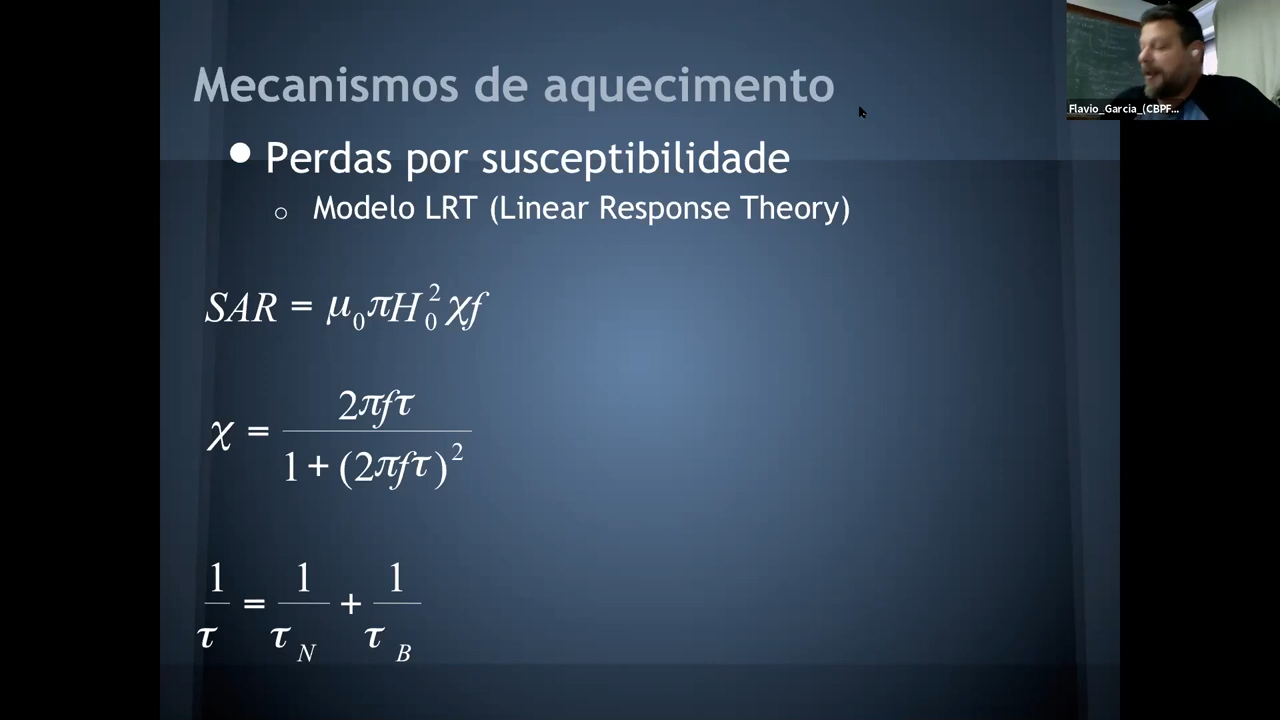 Mecanismos de aquecimento
Flavio_Garcia_(CBPF...
● Perdas por susceptibilidade
○ Modelo LRT (Linear Response Theory)
SAR = μ₀πH₀²χf
χ = 2πfτ / 1 + (2πfτ)²
1/τ = 1/τ_N + 1/τ_B